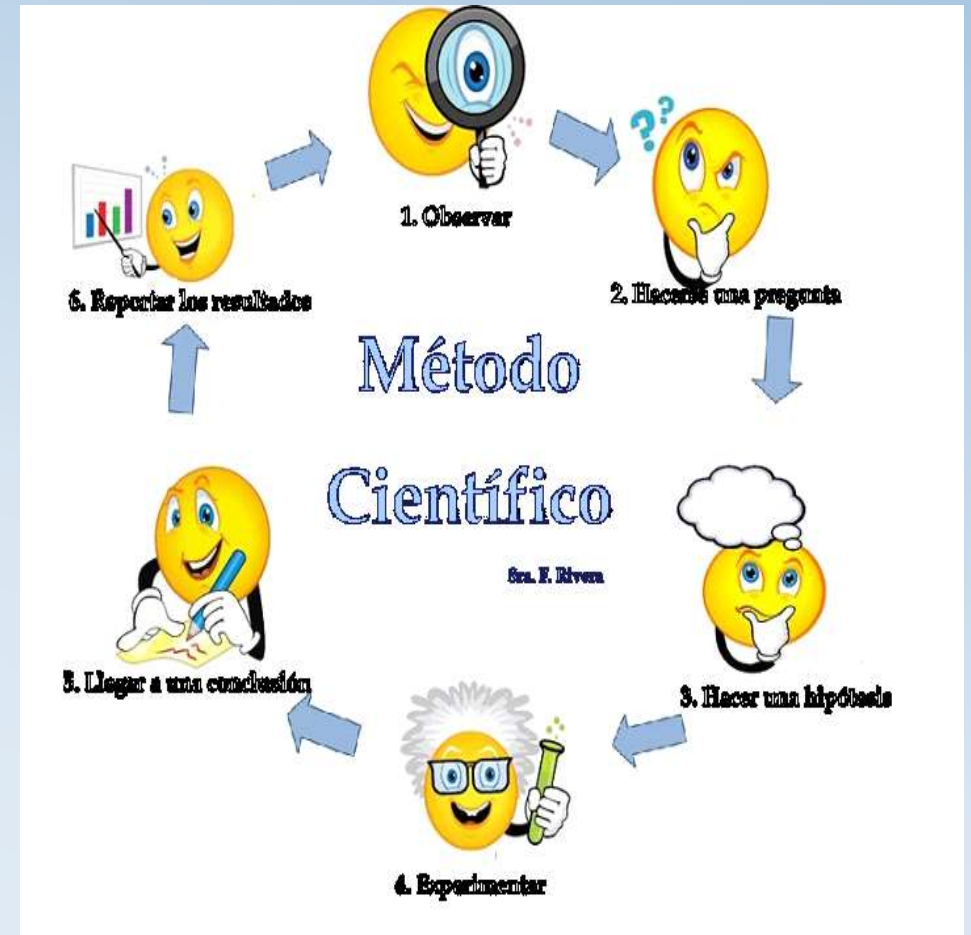 1. Observar
??
2. Hacerse una pregunta
6. Reportar los resultados
Método
Científico
Sra. F. Rivera
3. Hacer una hipótesis
5. Llegar a una conclusión
4. Experimentar